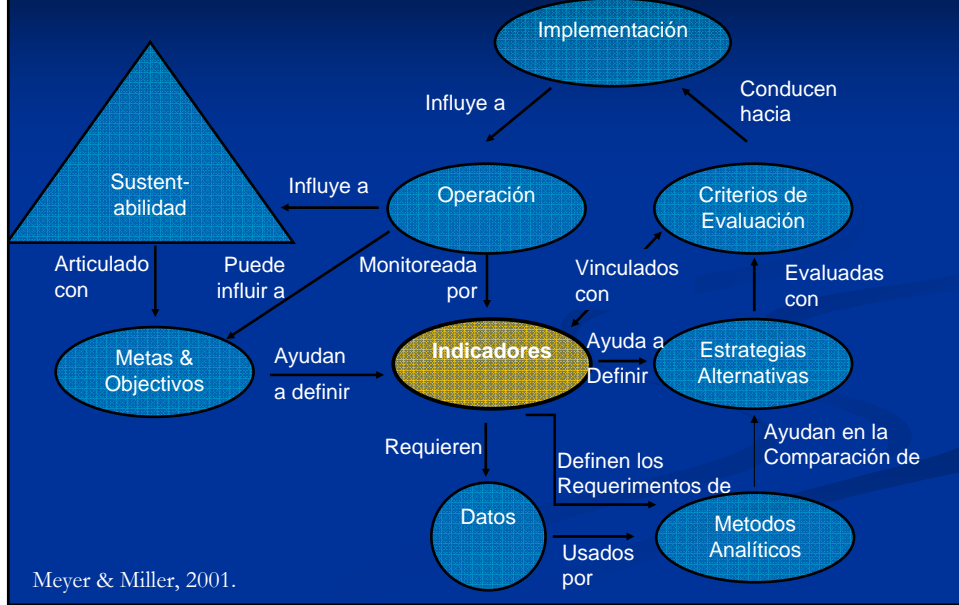 Implementación
Influye a
Conducen
hacia
Sustent-
abilidad
Influye a
Operación
Criterios de
Evaluación
Articulado
con
Puede
influir a
Monitoreada
por
Vinculados
con
Evaluadas
con
Metas &
Objectivos
Ayudan
a definir
Indicadores
Ayuda a
Definir
Estrategias
Alternativas
Requieren
Definen los
Requerimentos de
Ayudan en la
Comparación de
Datos
Usados
por
Metodos
Analíticos
Meyer & Miller, 2001.